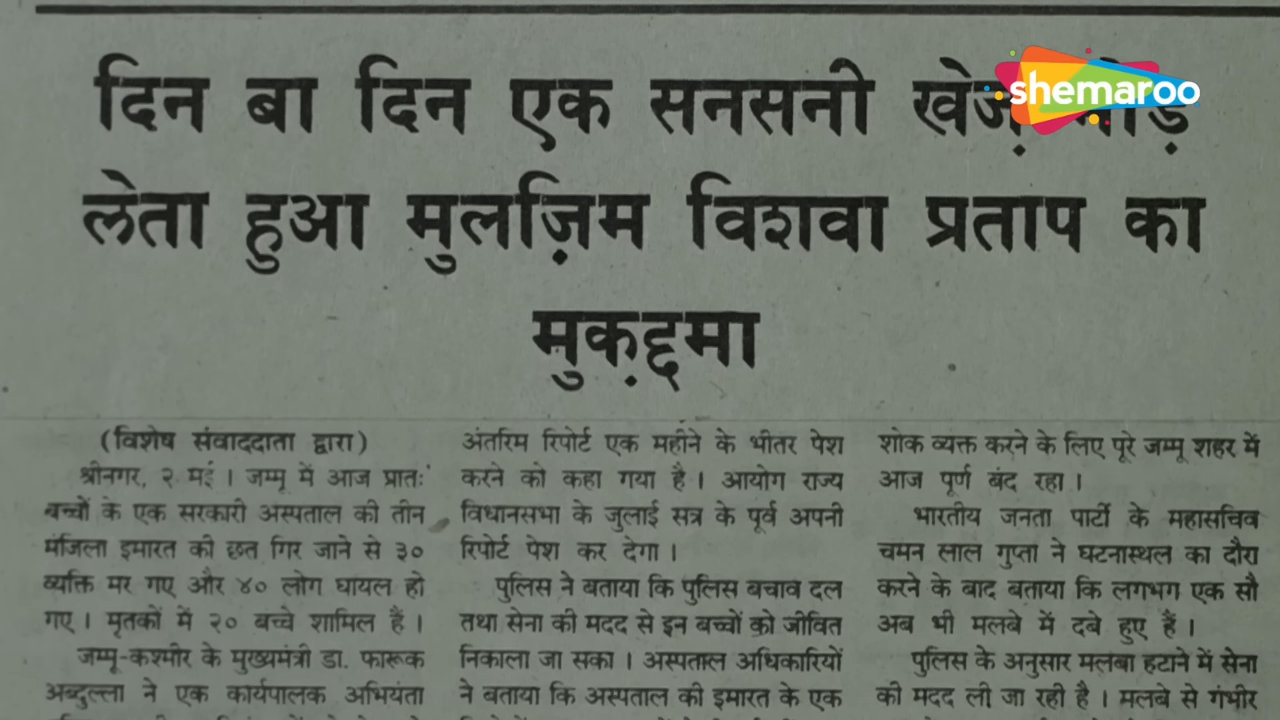 दिन बा दिन एक सनसनी खेज़
shemaroo
लेता हुआ मुलज़िम विशवा प्रताप का
मुक़द्दमा
(विशेष संवाददाता द्वारा)
श्रीनगर, २ मई । जम्मू में आज प्रातः
बच्चों के एक सरकारी अस्पताल की तीन
मंजिला इमारत की छत गिर जाने से ३०
व्यक्ति मर गए और ४० लोग घायल हो
गए । मृतकों में २० बच्चे शामिल हैं ।
जम्मू-कश्मीर के मुख्यमंत्री डा. फारूक
अब्दुल्ला ने एक कार्यपालक अभियंता
अंतरिम रिपोर्ट एक महीने के भीतर पेश
करने को कहा गया है । आयोग राज्य
विधानसभा के जुलाई सत्र के पूर्व अपनी
रिपोर्ट पेश कर देगा ।
पुलिस ने बताया कि पुलिस बचाव दल
तथा सेना की मदद से इन बच्चों को जीवित
निकाला जा सका । अस्पताल अधिकारियों
ने बताया कि अस्पताल की इमारत के एक
शोक व्यक्त करने के लिए पूरे जम्मू शहर में
आज पूर्ण बंद रहा ।
भारतीय जनता पार्टी के महासचिव
चमन लाल गुप्ता ने घटनास्थल का दौरा
करने के बाद बताया कि लगभग एक सौ
अब भी मलबे में दबे हुए हैं ।
पुलिस के अनुसार मलबा हटाने में सेना
की मदद ली जा रही है । मलबे से गंभीर